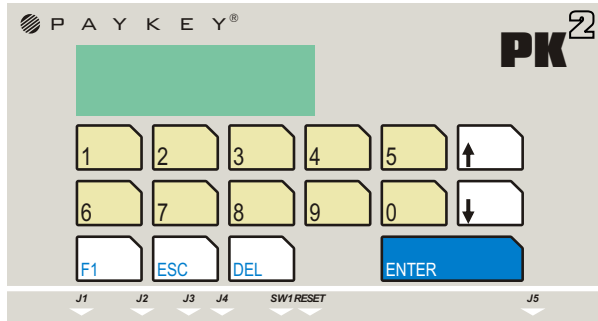 PAYKEY®
PK2
1 2 3 4 5
6 7 8 9 0
F1 ESC DEL ENTER
J1 J2 J3 J4 SW1 RESET J5